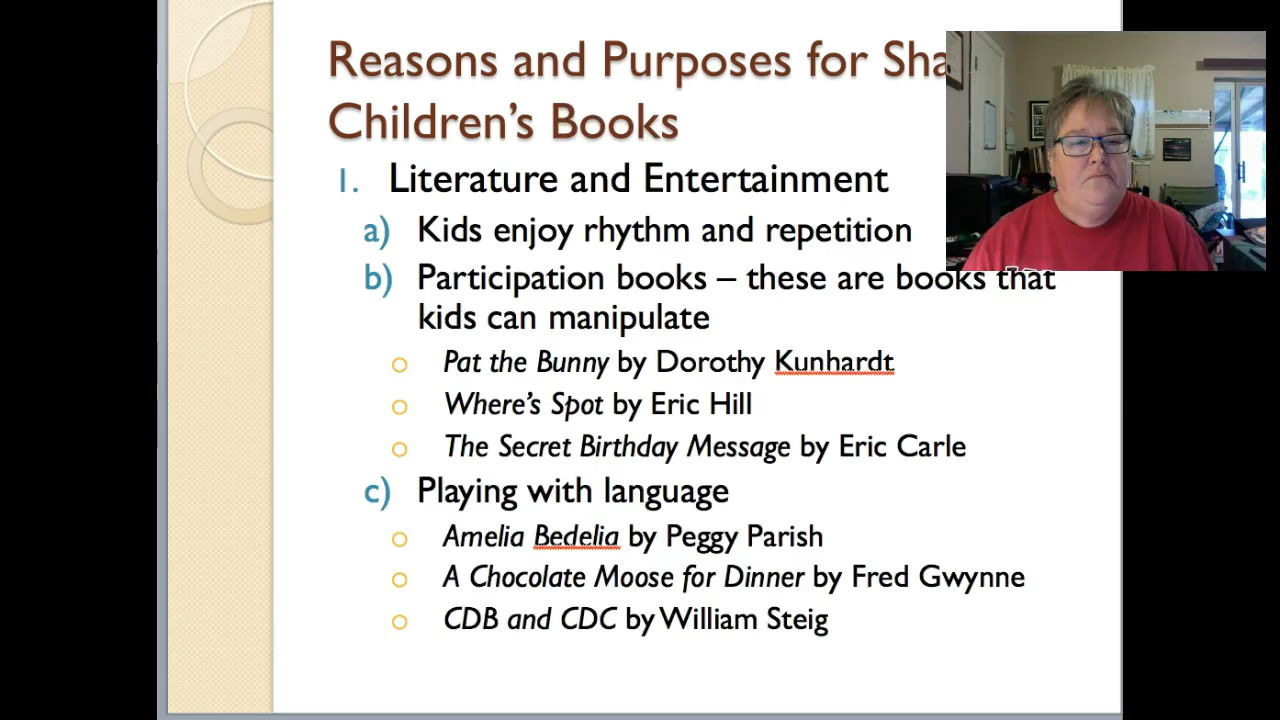 Reasons and Purposes for Sha
Children's Books
1. Literature and Entertainment
a) Kids enjoy rhythm and repetition
b) Participation books – these are books that
kids can manipulate
Pat the Bunny by Dorothy Kunhardt
Where's Spot by Eric Hill
The Secret Birthday Message by Eric Carle
c) Playing with language
Amelia Bedelia by Peggy Parish
A Chocolate Moose for Dinner by Fred Gwynne
CDB and CDC by William Steig